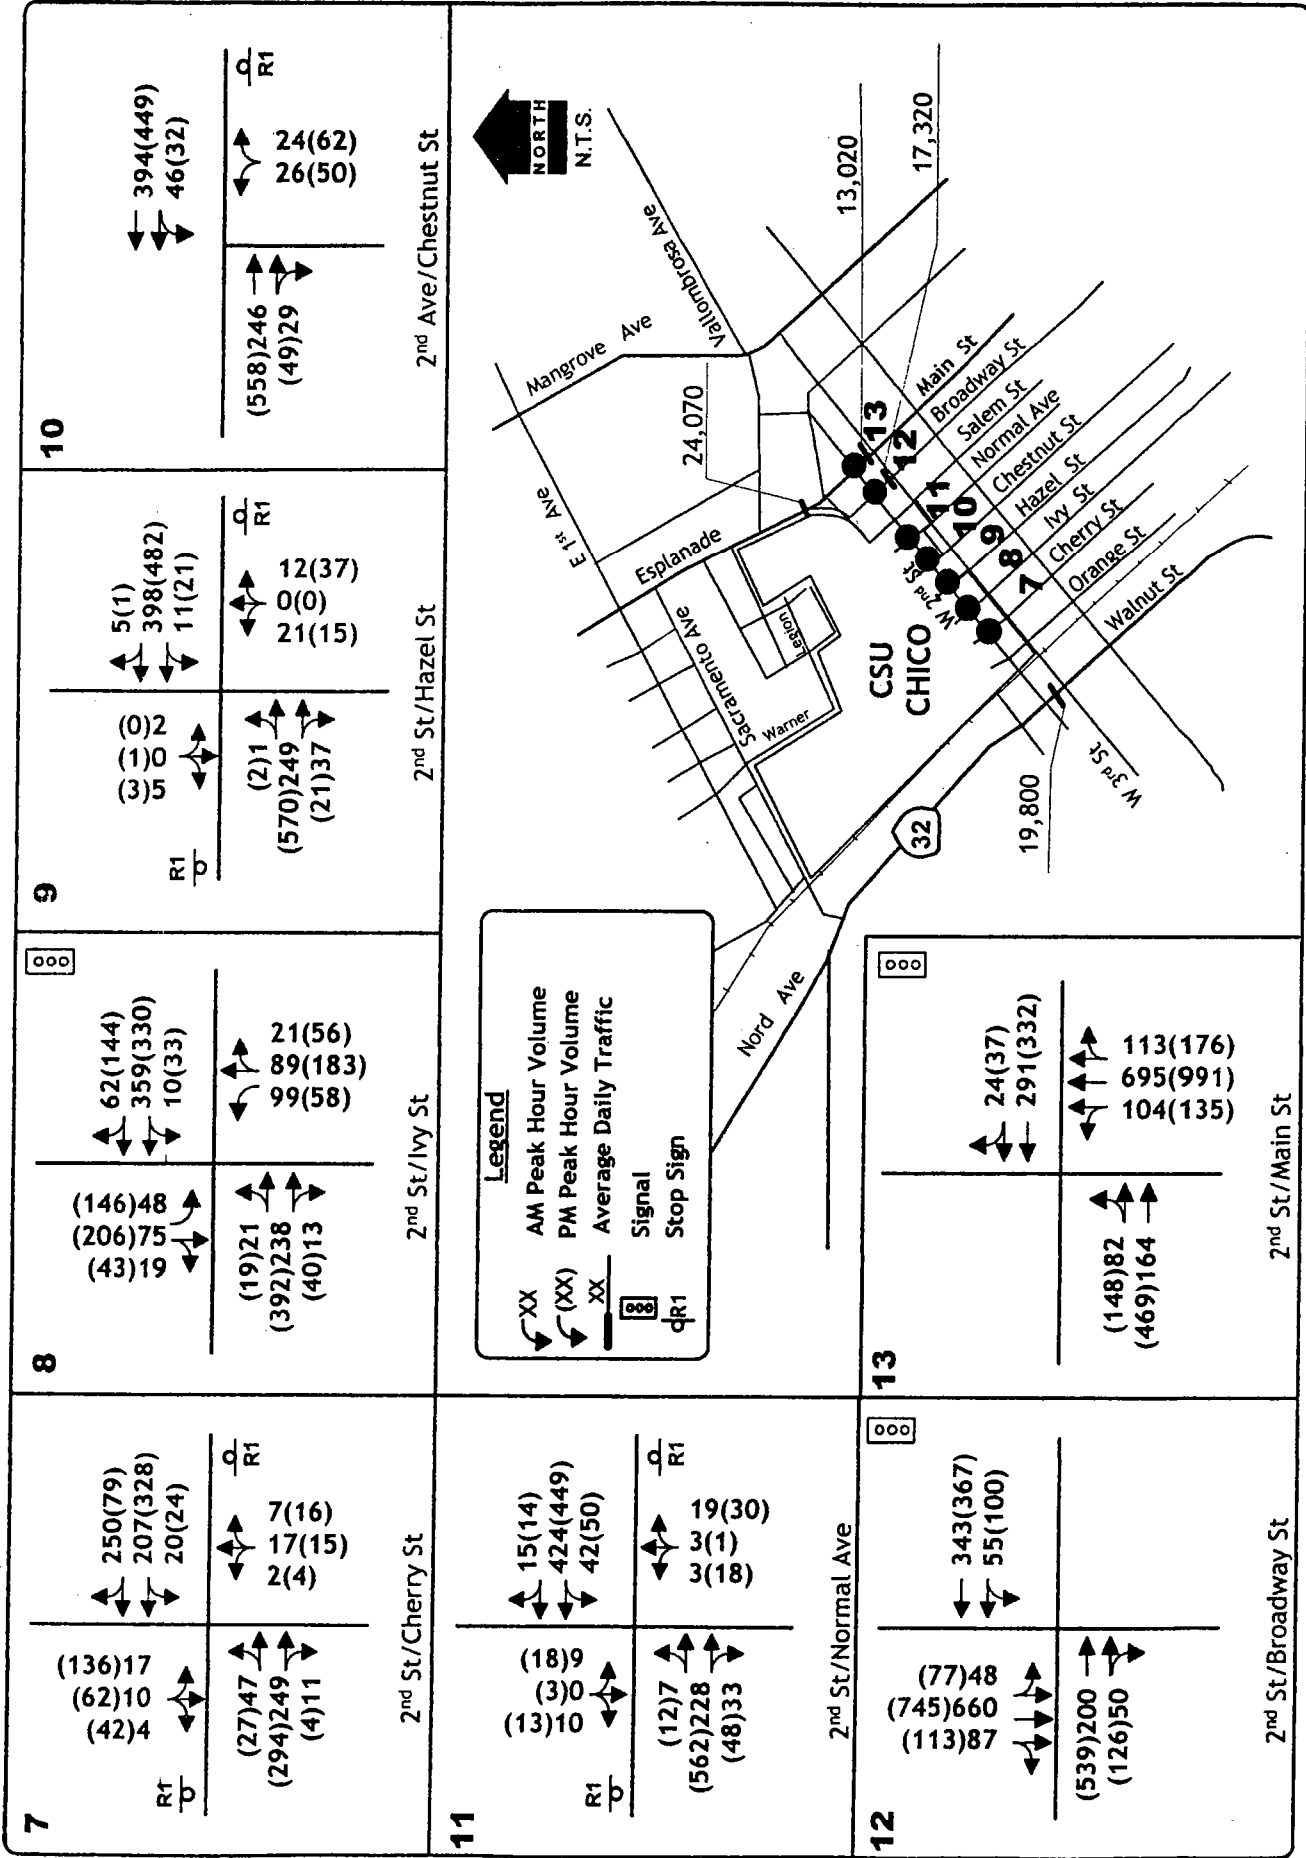 7
(136)17
(62)10
(42)4
250(79)
207(328)
20(24)
R1
(27)47
(294)249
(4)11
R1
7(16)
17(15)
2(4)
2nd St/Cherry St
8
(146)48
(206)75
(43)19
62(144)
359(330)
10(33)
(19)21
(392)238
(40)13
21(56)
89(183)
99(58)
2nd St/Ivy St
9
(0)2
(1)0
(3)5
5(1)
398(482)
11(21)
R1
(2)1
(570)249
(21)37
R1
12(37)
0(0)
21(15)
2nd St/Hazel St
10
394(449)
46(32)
(558)246
(49)29
R1
24(62)
26(50)
2nd Ave/Chestnut St
11
(18)9
(3)0
(13)10
15(14)
424(449)
42(50)
R1
(12)7
(562)228
(48)33
R1
19(30)
3(1)
3(18)
2nd St/Normal Ave
12
(77)48
(745)660
(113)87
343(367)
55(100)
(539)200
(126)50
2nd St/Broadway St
13
24(37)
291(332)
(148)82
(469)164
113(176)
695(991)
104(135)
2nd St/Main St
Legend
XX AM Peak Hour Volume
(XX) PM Peak Hour Volume
XX Average Daily Traffic
Signal
R1 Stop Sign
NORTH
N.T.S.
E 1st Ave
Mangrove Ave
Vallombrosa Ave
Esplanade
Sacramento Ave
Legion
Warner
Nord Ave
32
CSU
CHICO
W 2nd St
W 3rd St
24,070
13,020
17,320
19,800
13
12
11
10
9
8
7
Main St
Broadway St
Salem St
Normal Ave
Chestnut St
Hazel St
Ivy St
Cherry St
Orange St
Walnut St